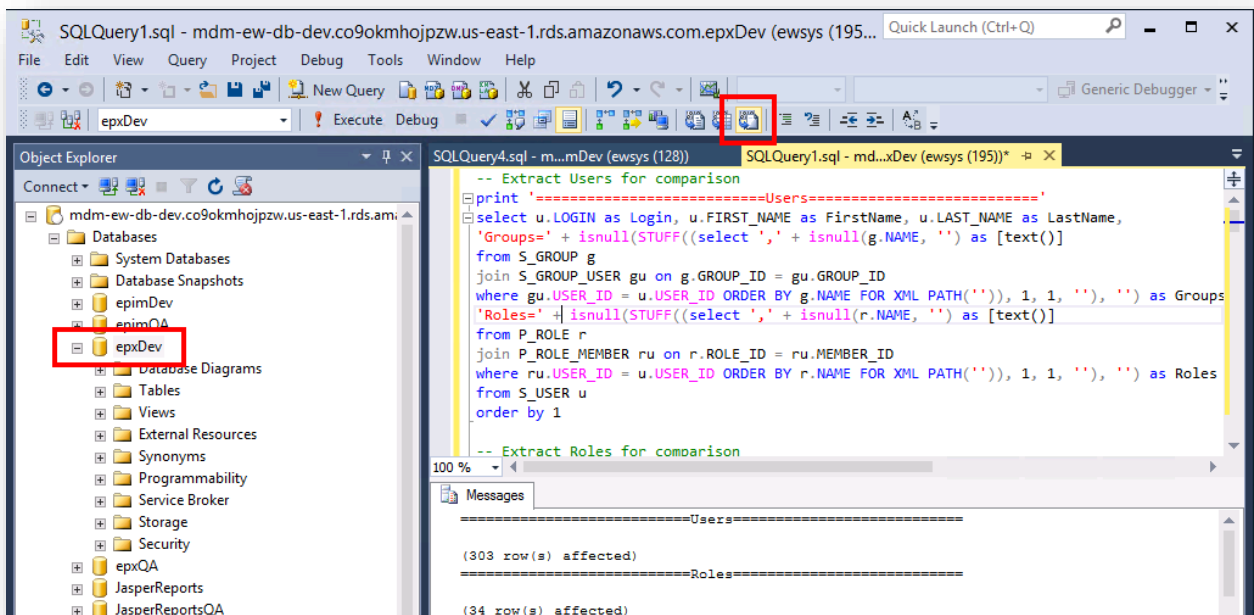 SQLQuery1.sql - mdm-ew-db-dev.co9okmhojpzw.us-east-1.rds.amazonaws.com.epxDev (ewsys (195... Quick Launch (Ctrl+Q)
File Edit View Query Project Debug Tools Window Help
New Query Generic Debugger
epxDev Execute Debug
Object Explorer
Connect
mdm-ew-db-dev.co9okmhojpzw.us-east-1.rds.ama
Databases
System Databases
Database Snapshots
epimDev
epimQA
epxDev
Database Diagrams
Tables
Views
External Resources
Synonyms
Programmability
Service Broker
Storage
Security
epxQA
JasperReports
JasperReportsQA
SQLQuery4.sql - m...mDev (ewsys (128)) SQLQuery1.sql - md...xDev (ewsys (195))*
-- Extract Users for comparison
print '===========================Users==========================='
select u.LOGIN as Login, u.FIRST_NAME as FirstName, u.LAST_NAME as LastName,
'Groups=' + isnull(STUFF((select ',' + isnull(g.NAME, '') as [text()]
from S_GROUP g
join S_GROUP_USER gu on g.GROUP_ID = gu.GROUP_ID
where gu.USER_ID = u.USER_ID ORDER BY g.NAME FOR XML PATH('')), 1, 1, ''), '') as Groups
'Roles=' + isnull(STUFF((select ',' + isnull(r.NAME, '') as [text()]
from P_ROLE r
join P_ROLE_MEMBER ru on r.ROLE_ID = ru.MEMBER_ID
where ru.USER_ID = u.USER_ID ORDER BY r.NAME FOR XML PATH('')), 1, 1, ''), '') as Roles
from S_USER u
order by 1
-- Extract Roles for comparison
100 %
Messages
===========================Users===========================
(303 row(s) affected)
===========================Roles===========================
(34 row(s) affected)